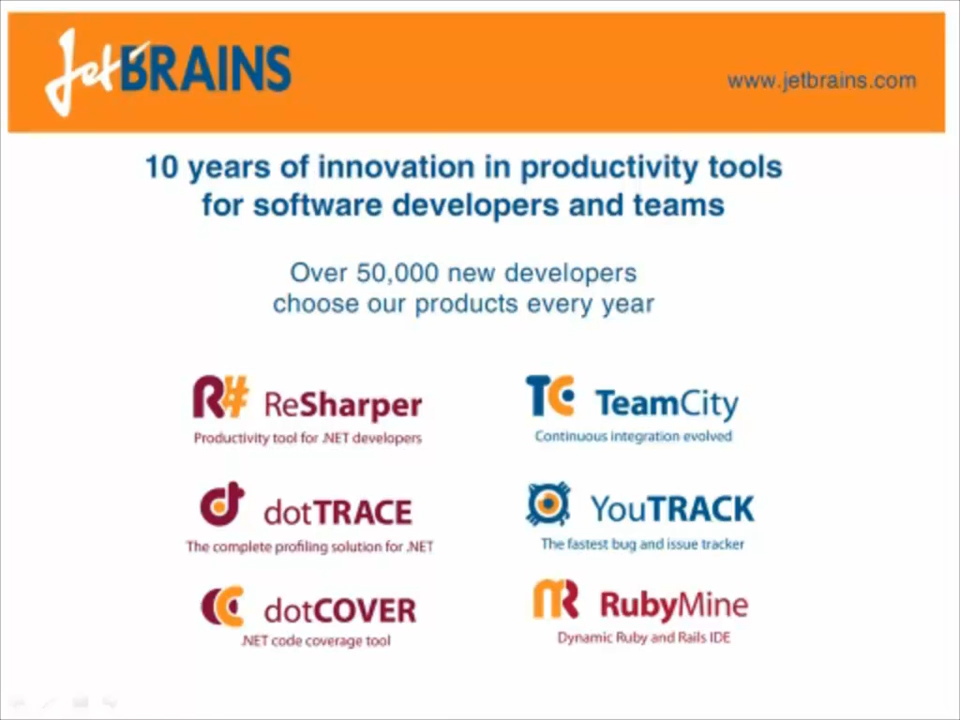 JetBRAINS
www.jetbrains.com
10 years of innovation in productivity tools
for software developers and teams
Over 50,000 new developers
choose our products every year
R# ReSharper
Productivity tool for .NET developers
TC TeamCity
Continuous integration evolved
dotTRACE
The complete profiling solution for .NET
YouTRACK
The fastest bug and issue tracker
dotCOVER
.NET code coverage tool
RubyMine
Dynamic Ruby and Rails IDE